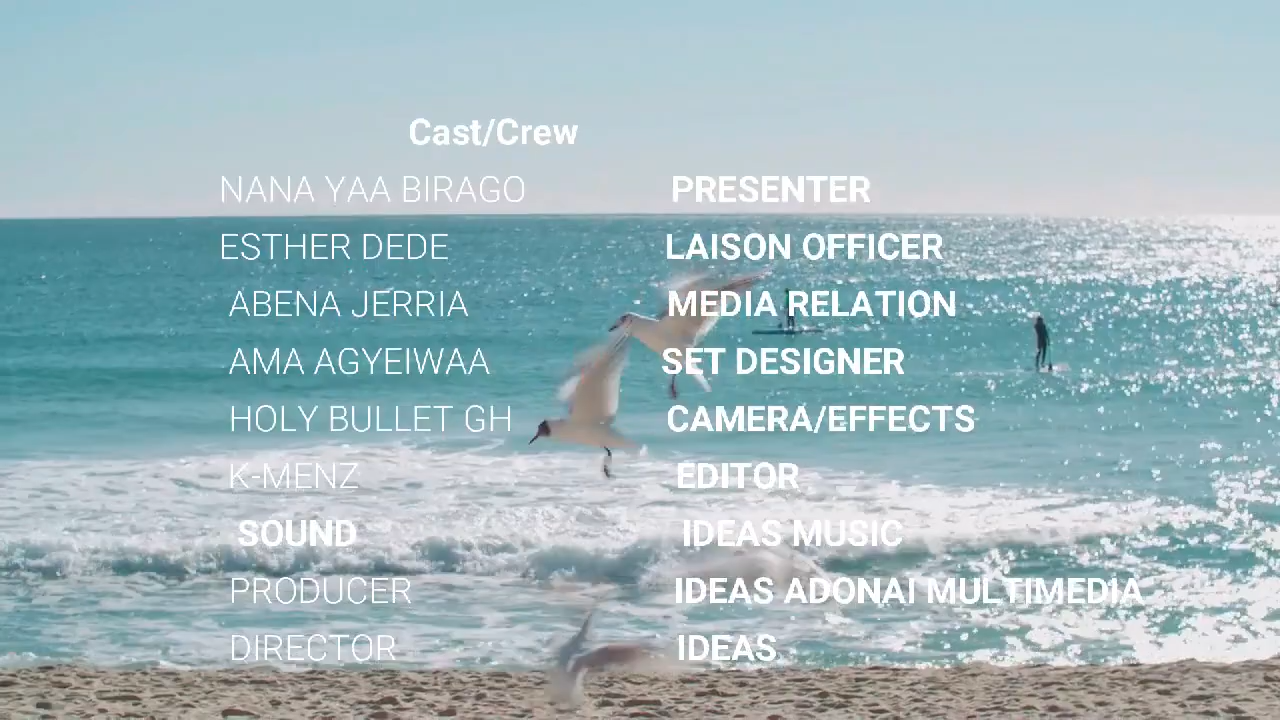 Cast/Crew
NANA YAA BIRAGO PRESENTER
ESTHER DEDE LAISON OFFICER
ABENA JERRIA MEDIA RELATION
AMA AGYEIWAA SET DESIGNER
HOLY BULLET GH CAMERA/EFFECTS
K-MENZ EDITOR
SOUND IDEAS MUSIC
PRODUCER IDEAS ADONAI MULTIMEDIA
DIRECTOR IDEAS